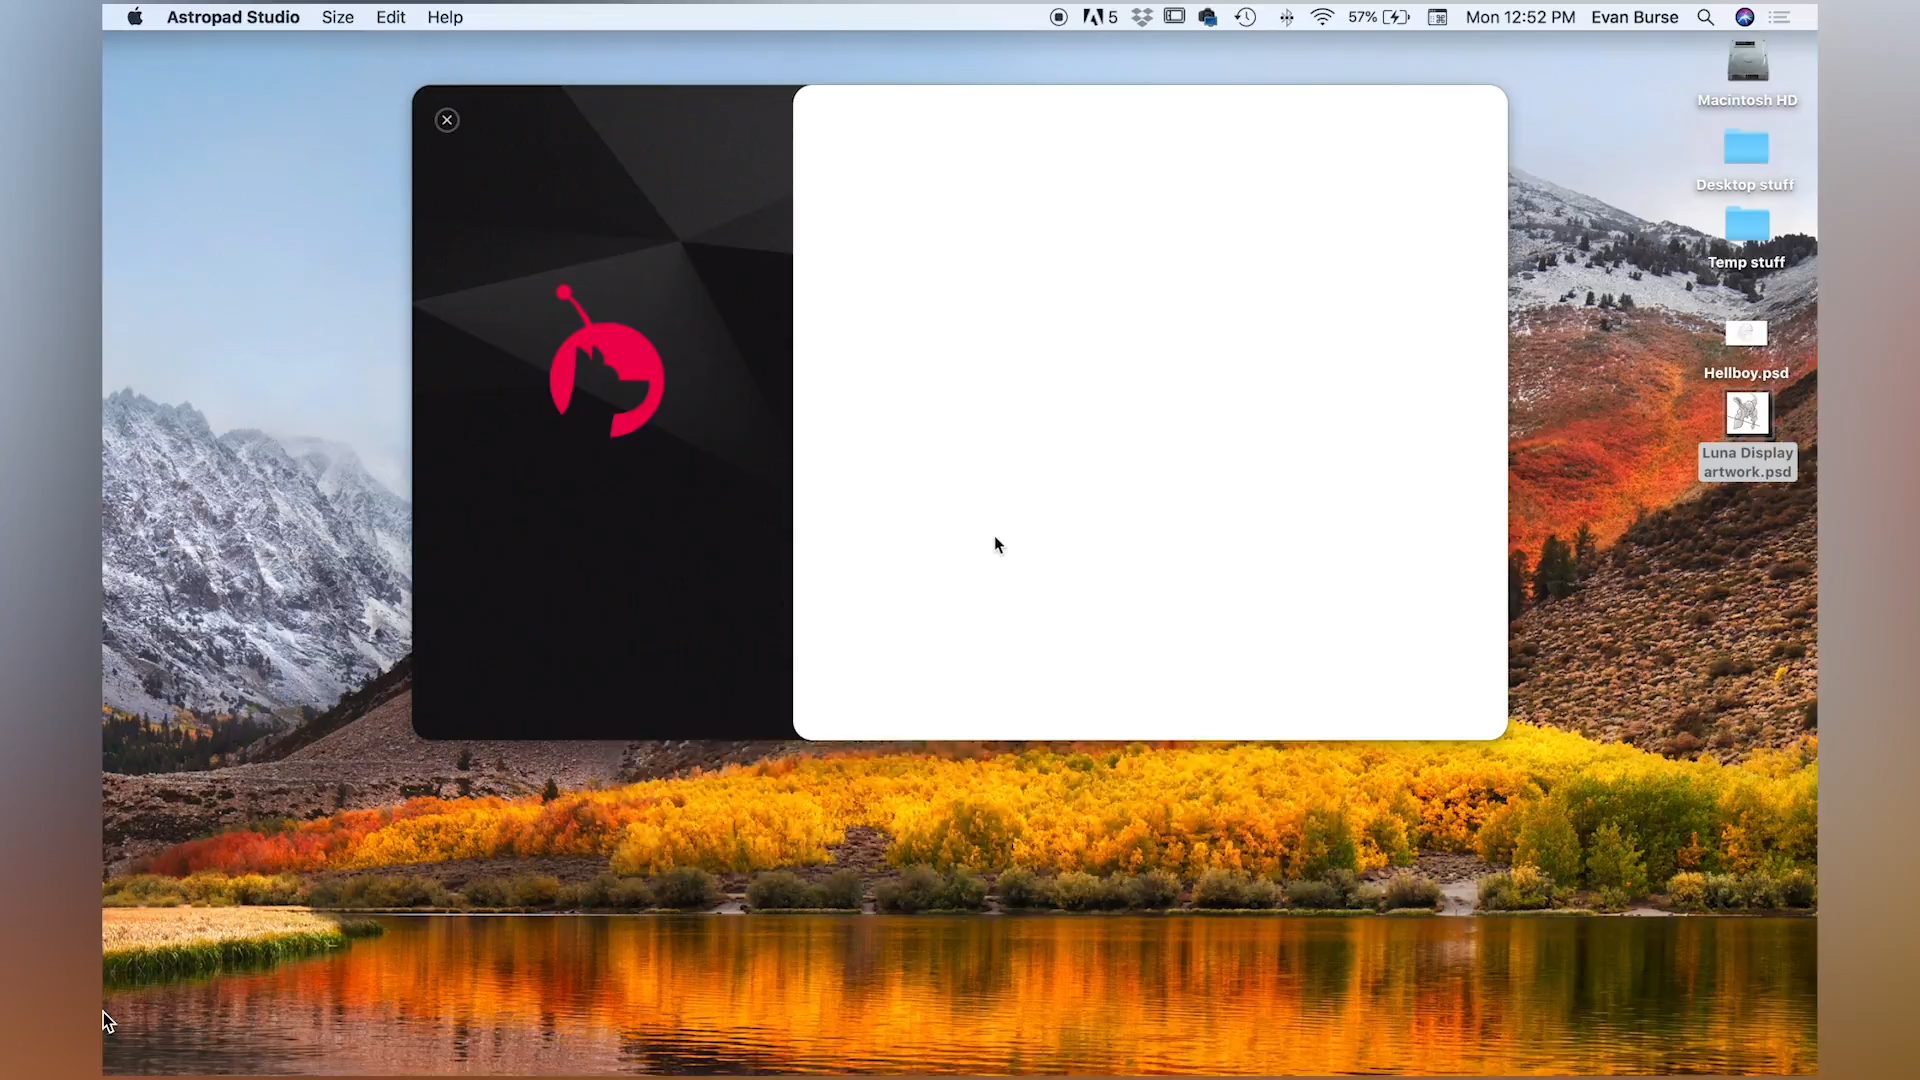 Astropad Studio Size Edit Help 5 57% Mon 12:52 PM Evan Burse
Macintosh HD
Desktop stuff
Temp stuff
Hellboy.psd
Luna Display
artwork.psd